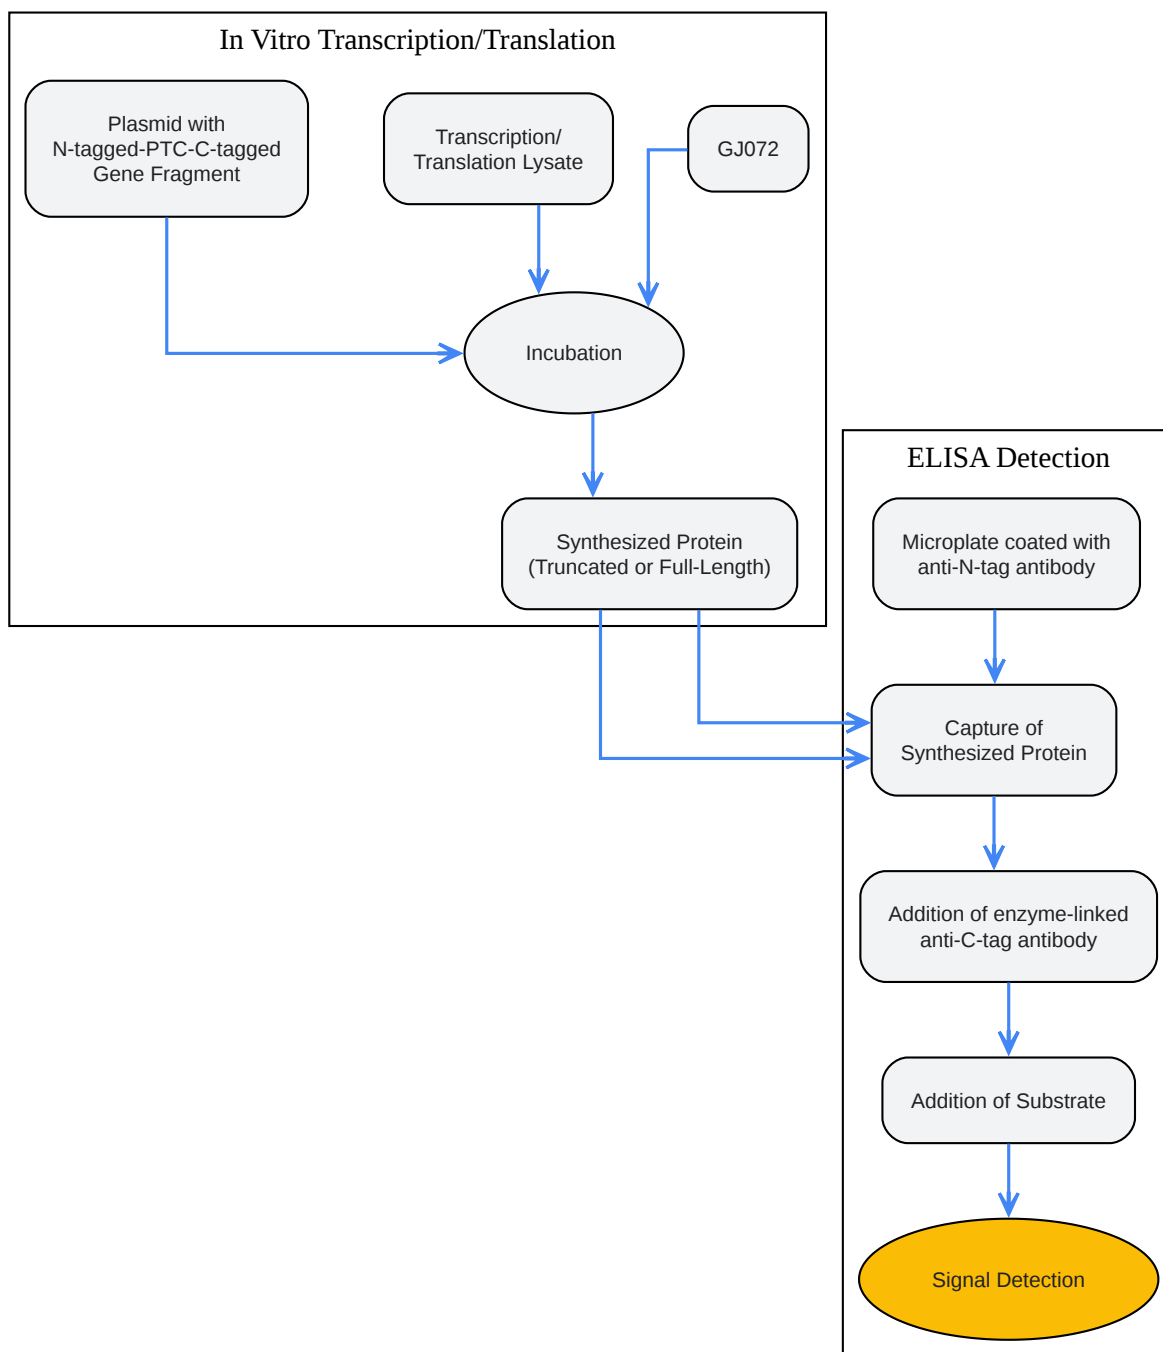 In Vitro Transcription/Translation
Plasmid with
N-tagged-PTC-C-tagged
Gene Fragment
Transcription/
Translation Lysate
GJ072
Incubation
Synthesized Protein
(Truncated or Full-Length)
ELISA Detection
Microplate coated with
anti-N-tag antibody
Capture of
Synthesized Protein
Addition of enzyme-linked
anti-C-tag antibody
Addition of Substrate
Signal Detection